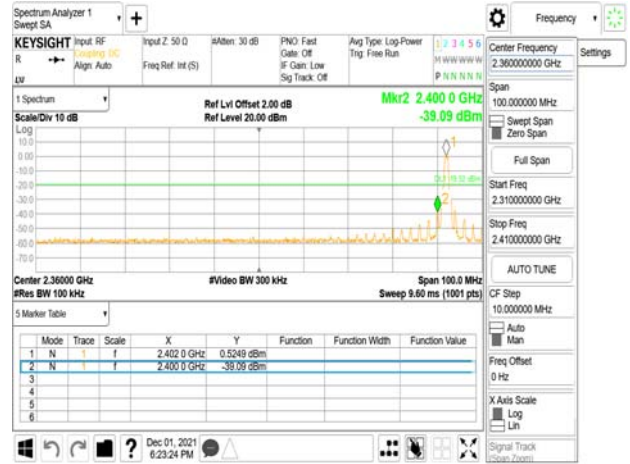 Spectrum Analyzer 1
Swept SA
KEYSIGHT
R
Input: RF
Coupling: DC
Align: Auto
Input Z: 50 Ω
Freq Ref: Int (S)
#Atten: 30 dB
PNO: Fast
Gate: Off
IF Gain: Low
Sig Track: Off
Avg Type: Log-Power
Trig: Free Run
1 2 3 4 5 6
M W W W W W
P N N N N N
1 Spectrum
Scale/Div 10 dB
Ref Lvl Offset 2.00 dB
Ref Level 20.00 dBm
Mkr2 2.400 0 GHz
-39.09 dBm
Log
10.0
0.00
-10.0
-20.0
-30.0
-40.0
-50.0
-60.0
-70.0
1
2
Center 2.36000 GHz
#Res BW 100 kHz
#Video BW 300 kHz
Span 100.0 MHz
Sweep 9.60 ms (1001 pts)
5 Marker Table
Mode Trace Scale X Y Function Function Width Function Value
1 N 1 f 2.402 0 GHz 0.5249 dBm
2 N 1 f 2.400 0 GHz -39.09 dBm
3
4
5
6
?
Dec 01, 2021
6:23:24 PM
Frequency
Settings
Center Frequency
2.360000000 GHz
Span
100.000000 MHz
Swept Span
Zero Span
Full Span
Start Freq
2.310000000 GHz
Stop Freq
2.410000000 GHz
AUTO TUNE
CF Step
10.000000 MHz
Auto
Man
Freq Offset
0 Hz
X Axis Scale
Log
Lin
Signal Track
(Span Zoom)